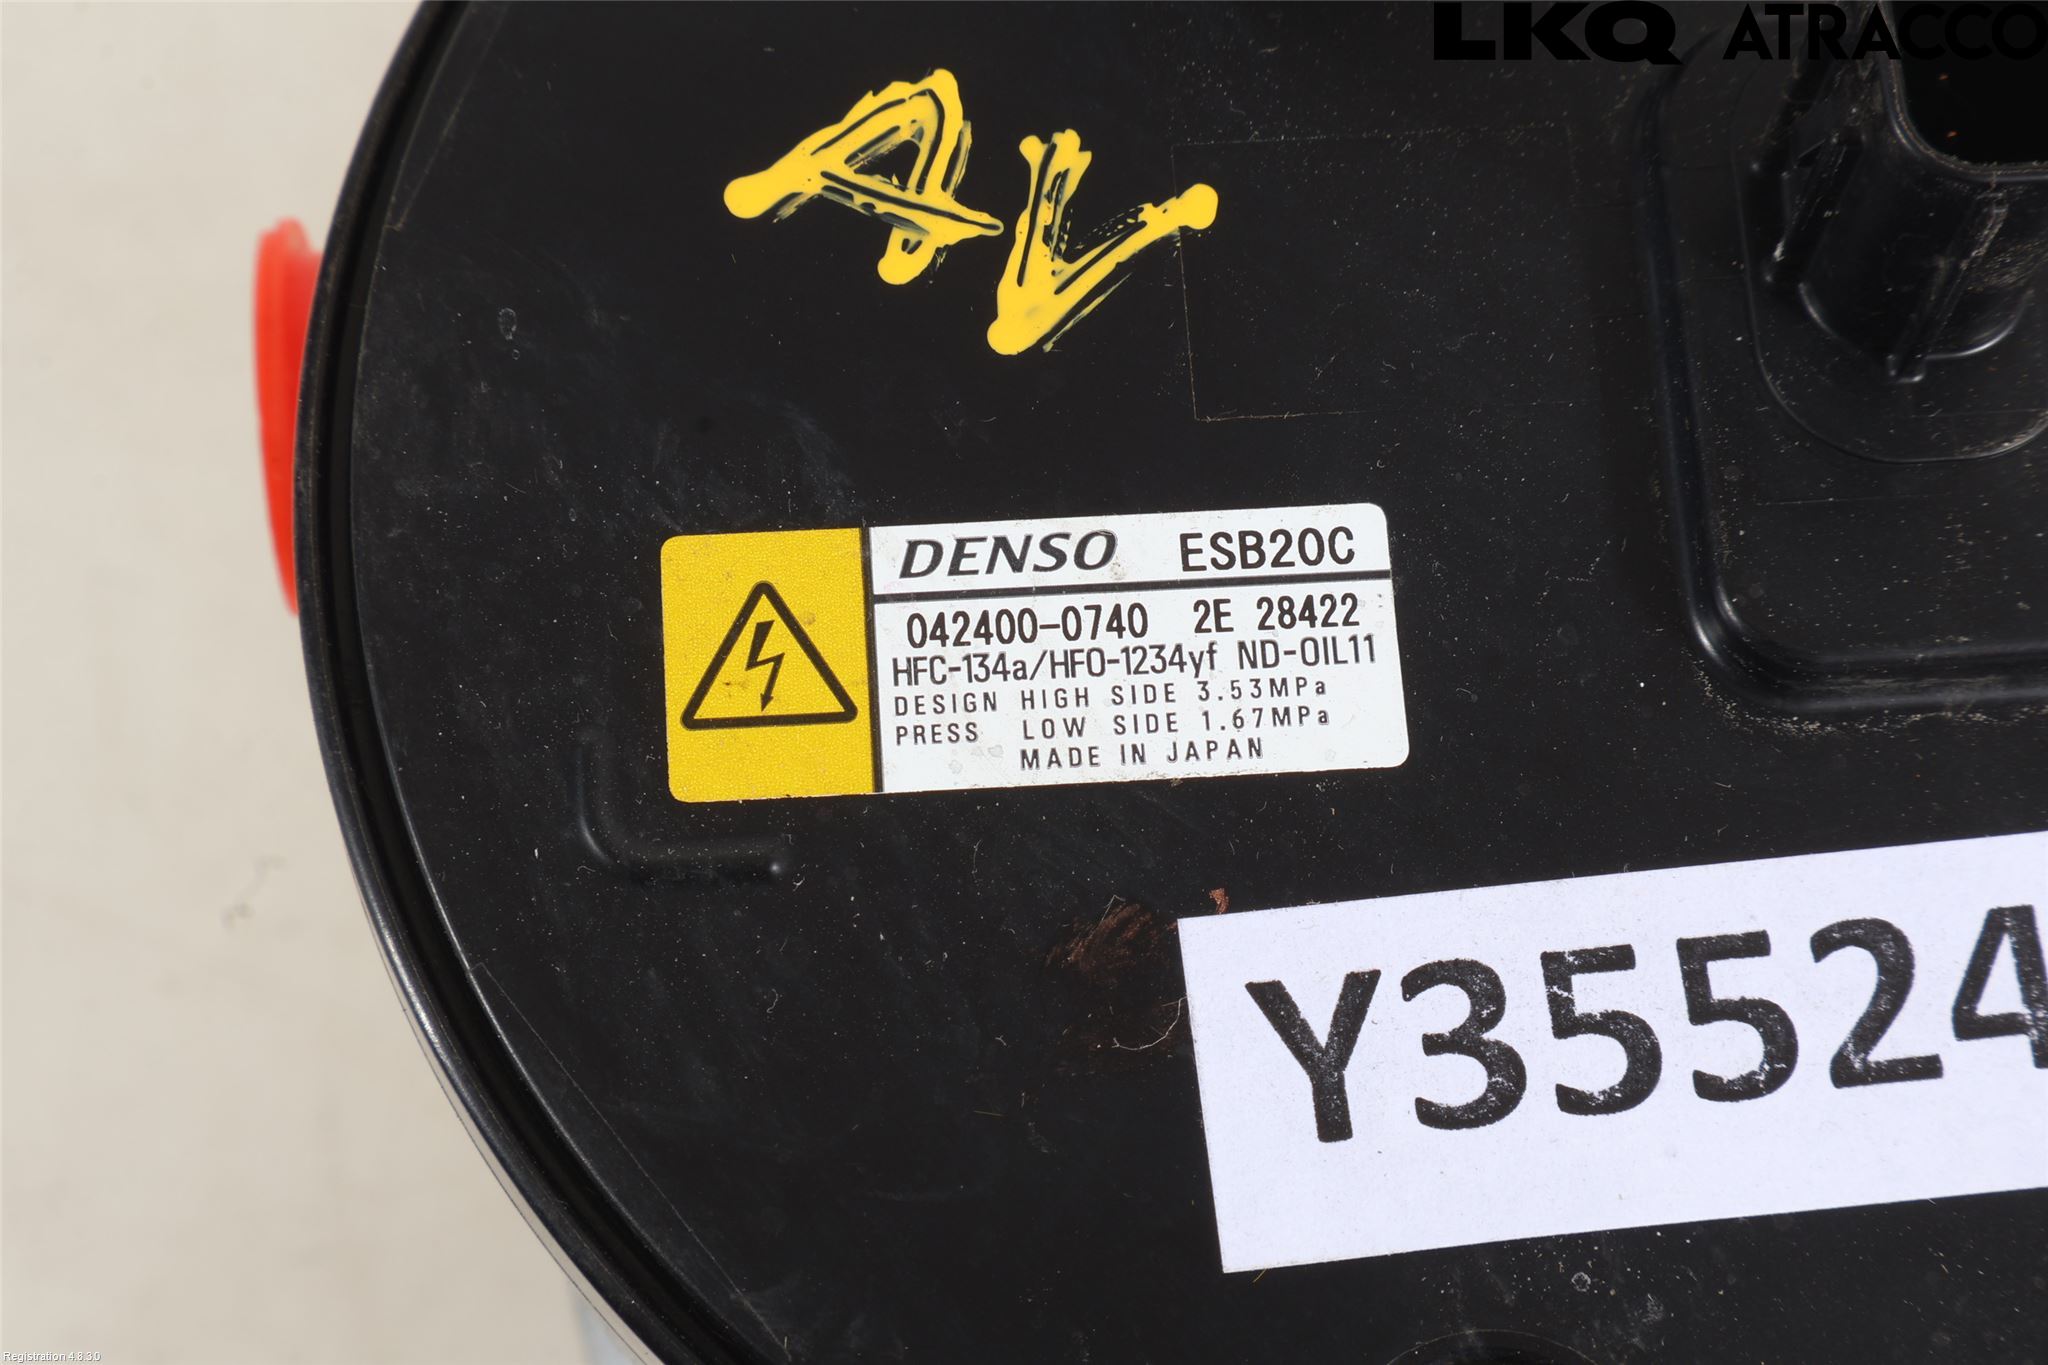 LKQ ATRACCO
AL
DENSO ESB20C
042400-0740 2E 28422
HFC-134a/HFO-1234yf ND-OIL11
DESIGN HIGH SIDE 3.53MPa
PRESS LOW SIDE 1.67MPa
MADE IN JAPAN
Y35524
Registration 4.8.3.0